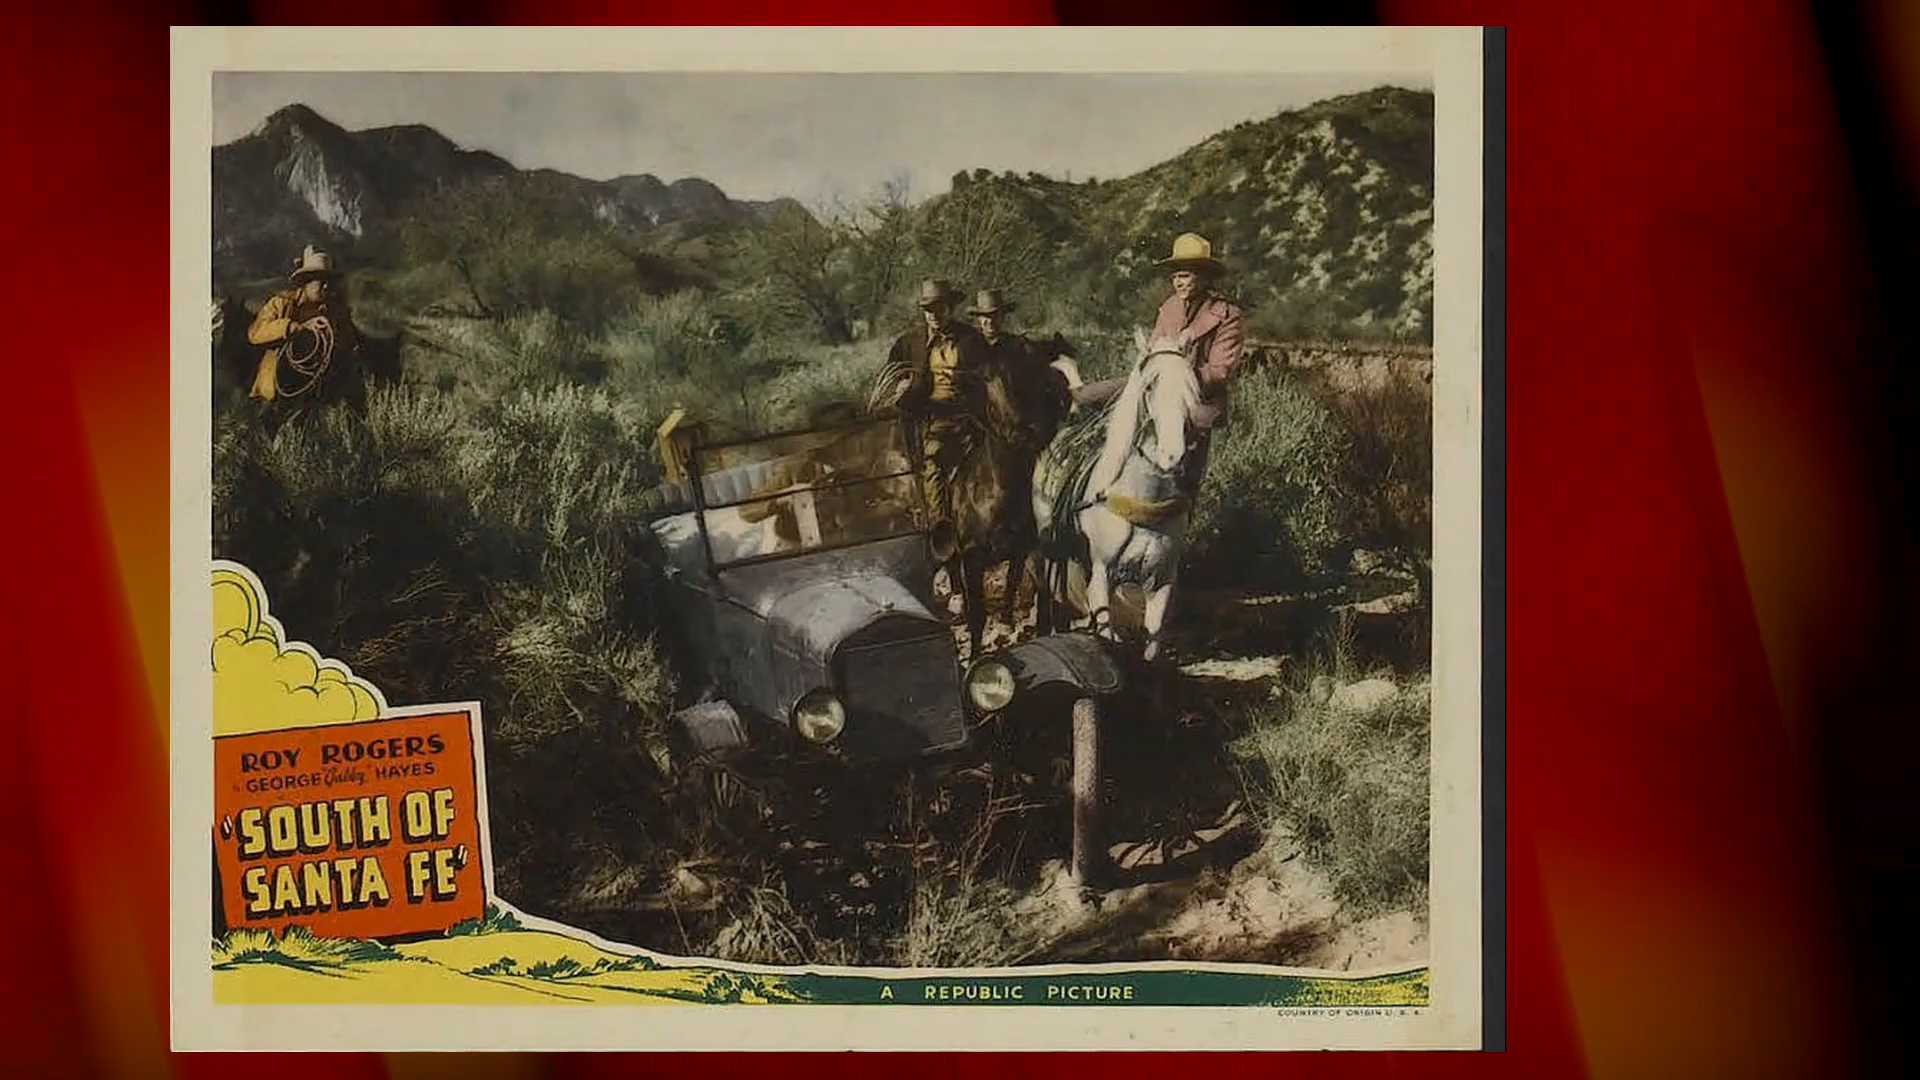 ROY ROGERS
GEORGE "Gabby" HAYES
"SOUTH OF
SANTA FE"
A REPUBLIC PICTURE
COUNTRY OF ORIGIN U. S. A.